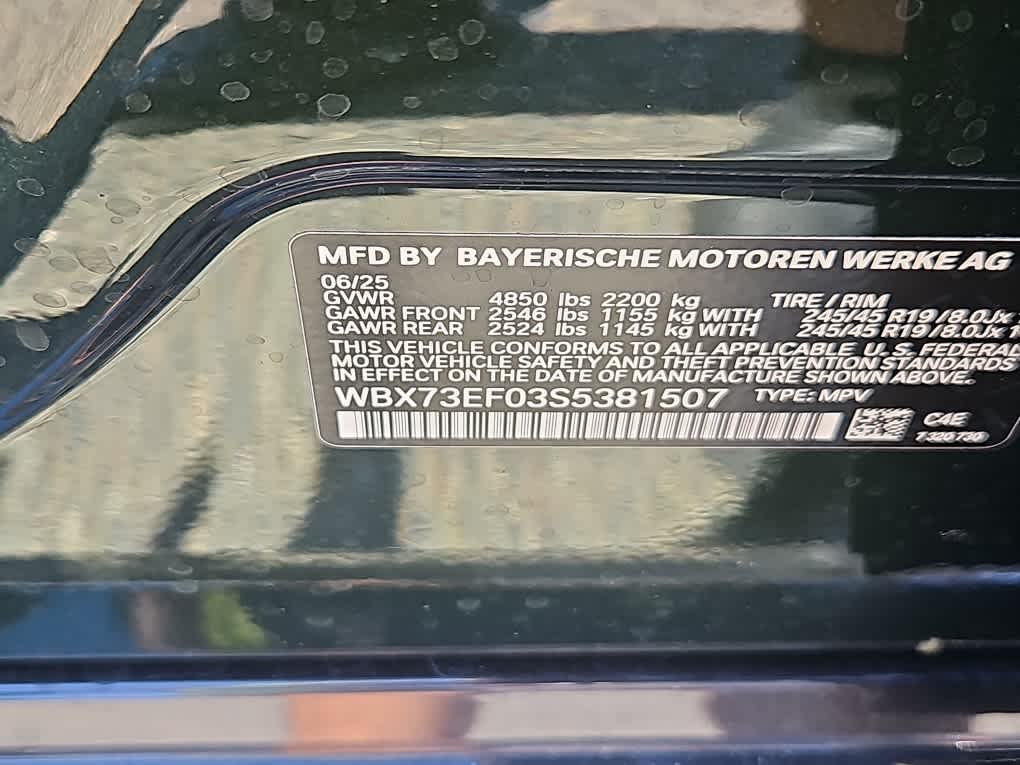 MFD BY BAYERISCHE MOTOREN WERKE AG
06/25
GVWR 4850 lbs 2200 kg TIRE / RIM
GAWR FRONT 2546 lbs 1155 kg WITH 245/45 R19 / 8.0Jx
GAWR REAR 2524 lbs 1145 kg WITH 245/45 R19 / 8.0Jx
THIS VEHICLE CONFORMS TO ALL APPLICABLE U. S. FEDERAL
MOTOR VEHICLE SAFETY AND THEFT PREVENTION STANDARDS
IN EFFECT ON THE DATE OF MANUFACTURE SHOWN ABOVE.
WBX73EF03S5381507 TYPE: MPV
C4E
7 320 730